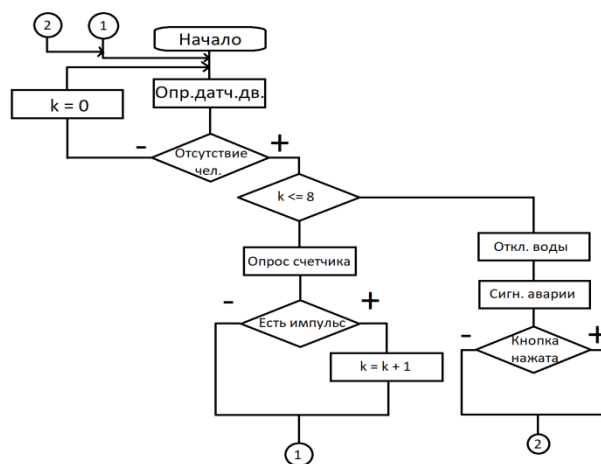 2
1
Начало
Опр.датч.дв.
k = 0
-
+
Отсутствие
чел.
k <= 8
Опрос счетчика
Откл. воды
Сигн. аварии
-
+
Есть импульс
-
+
Кнопка
нажата
k = k + 1
1
2